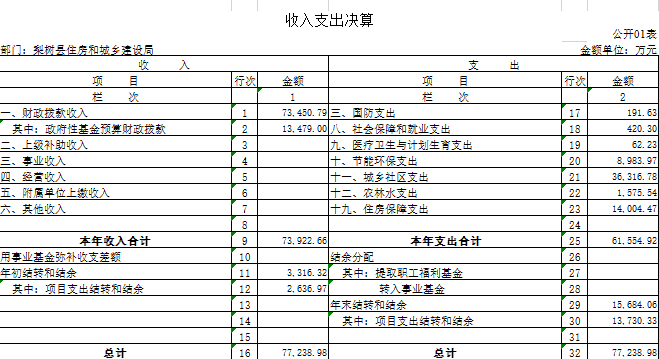 收入支出决算
公开01表
部门：梨树县住房和城乡建设局 金额单位：万元
收 入 支 出
项 目 行次 金额 项 目 行次 金额
栏 次 1 栏 次 2
一、财政拨款收入 1 73,450.79 三、国防支出 17 191.63
其中：政府性基金预算财政拨款 2 13,479.00 八、社会保障和就业支出 18 420.30
二、上级补助收入 3 九、医疗卫生与计划生育支出 19 62.23
三、事业收入 4 十、节能环保支出 20 8,983.97
四、经营收入 5 十一、城乡社区支出 21 36,316.78
五、附属单位上缴收入 6 十二、农林水支出 22 1,575.54
六、其他收入 7 十九、住房保障支出 23 14,004.47
8 24
本年收入合计 9 73,922.66 本年支出合计 25 61,554.92
用事业基金弥补收支差额 10 结余分配 26
年初结转和结余 11 3,316.32 其中：提取职工福利基金 27
其中：项目支出结转和结余 12 2,636.97 转入事业基金 28
13 年末结转和结余 29 15,684.06
14 其中：项目支出结转和结余 30 13,730.33
15 31
总计 16 77,238.98 总计 32 77,238.98